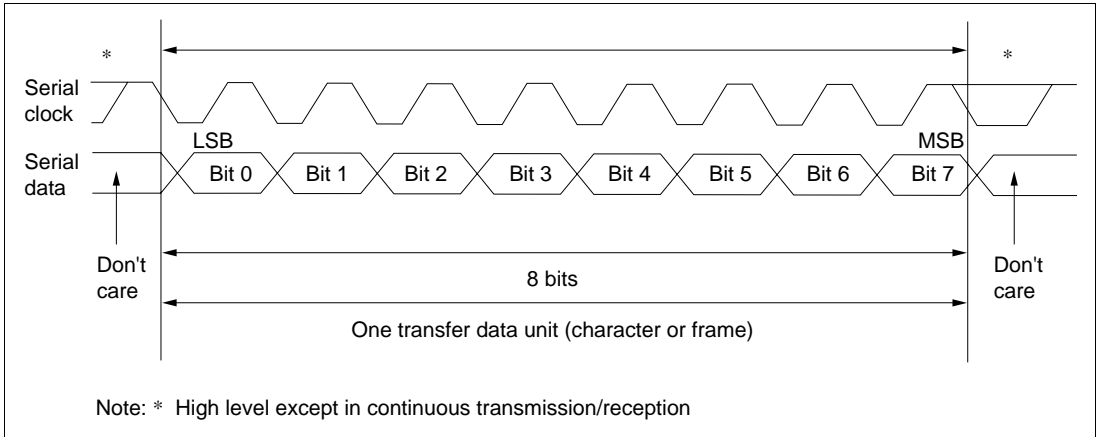 * *
Serial
clock
LSB MSB
Serial
data
Bit 0 Bit 1 Bit 2 Bit 3 Bit 4 Bit 5 Bit 6 Bit 7
Don't
care
8 bits
Don't
care
One transfer data unit (character or frame)
Note: * High level except in continuous transmission/reception